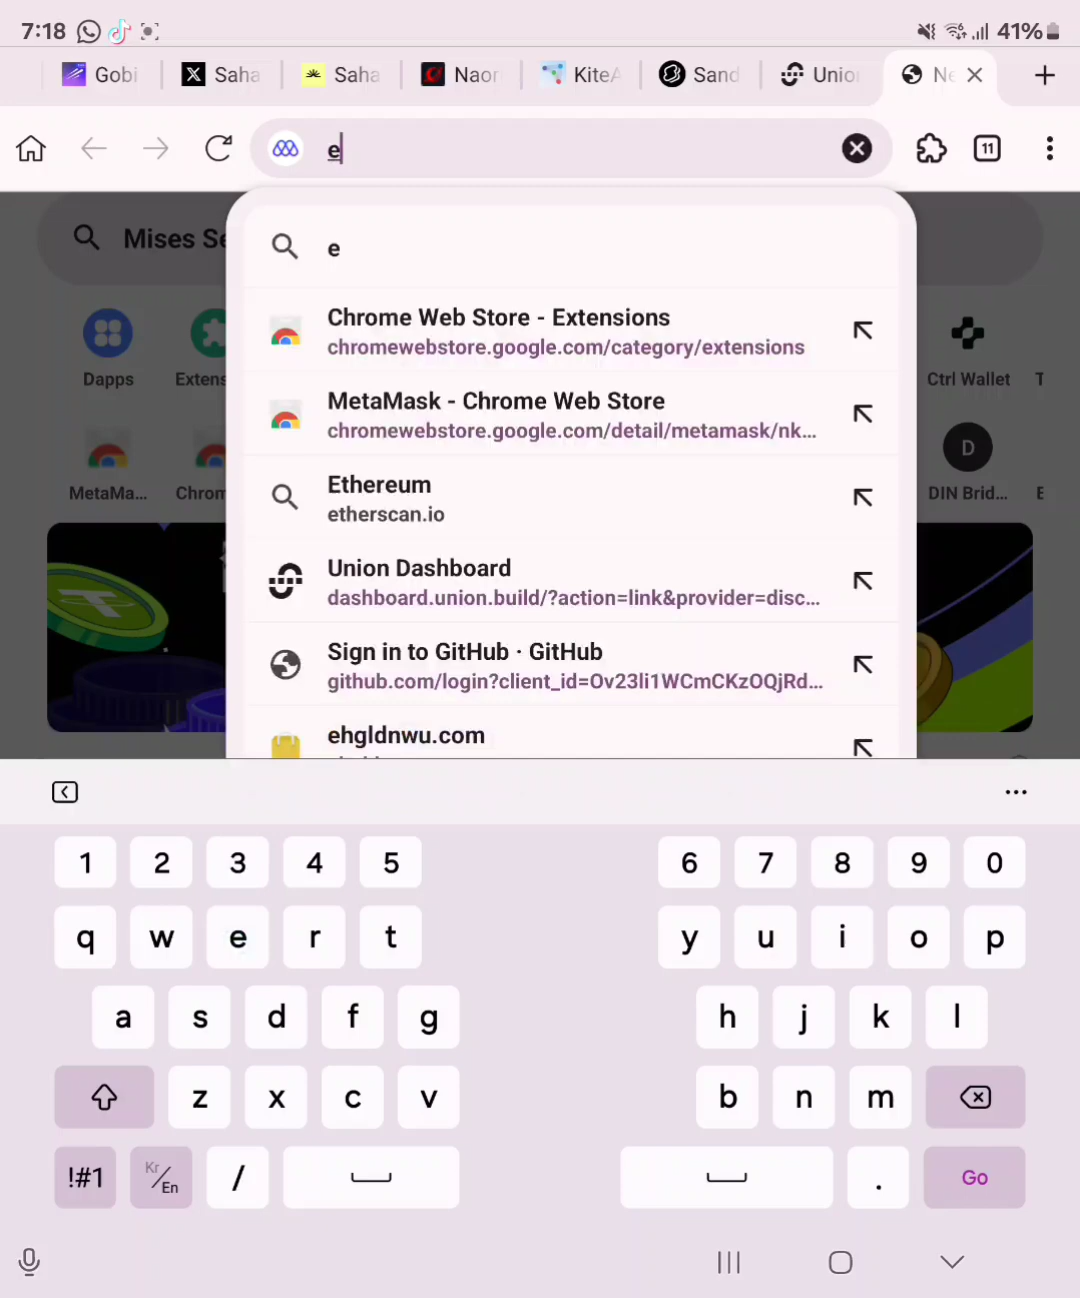 7:18 41%
Gobi Saha Saha Naor KiteA Sand Unio Ne
e 11
Mises Se
e
Chrome Web Store - Extensions
chromewebstore.google.com/category/extensions
MetaMask - Chrome Web Store
chromewebstore.google.com/detail/metamask/nk...
Ethereum
etherscan.io
Union Dashboard
dashboard.union.build/?action=link&provider=disc...
Sign in to GitHub · GitHub
github.com/login?client_id=Ov23li1WCmCKzOQjRd...
ehgldnwu.com
Dapps Extens Ctrl Wallet T
D
MetaMa... Chrom DIN Brid... E
1 2 3 4 5 6 7 8 9 0
q w e r t y u i o p
a s d f g h j k l
z x c v b n m
!#1 Kr/En / . Go